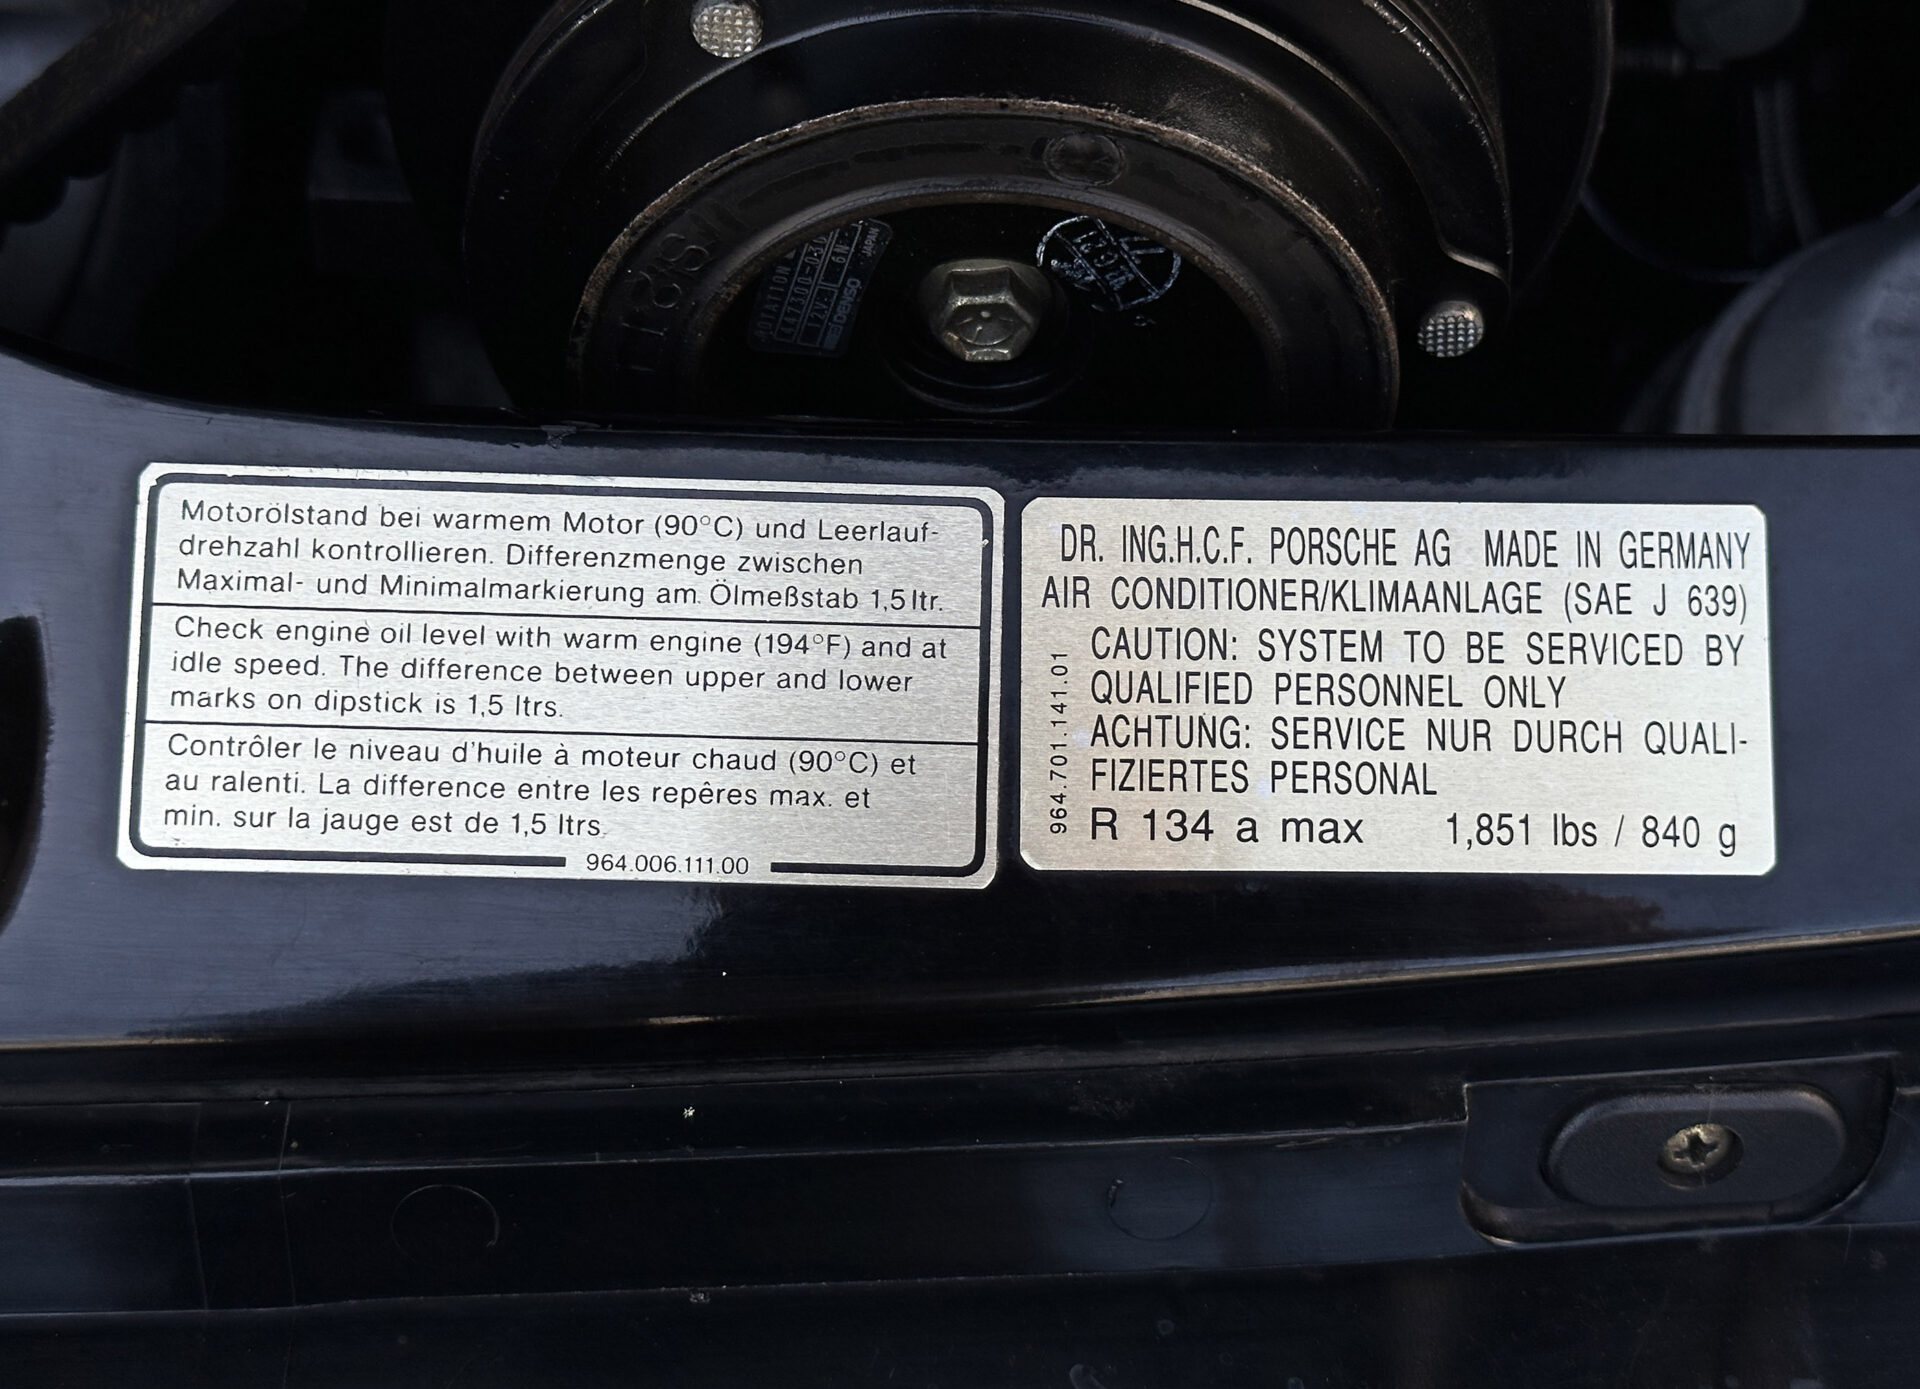 ROTATION
447300-03
12V- 6N
DENSO
JAPAN
Motorölstand bei warmem Motor (90°C) und Leerlauf-
drehzahl kontrollieren. Differenzmenge zwischen
Maximal- und Minimalmarkierung am Ölmeßstab 1,5 ltr.
Check engine oil level with warm engine (194°F) and at
idle speed. The difference between upper and lower
marks on dipstick is 1,5 ltrs.
Contrôler le niveau d'huile à moteur chaud (90°C) et
au ralenti. La difference entre les repêres max. et
min. sur la jauge est de 1,5 ltrs.
964.006.111.00
DR. ING.H.C.F. PORSCHE AG MADE IN GERMANY
AIR CONDITIONER/KLIMAANLAGE (SAE J 639)
CAUTION: SYSTEM TO BE SERVICED BY
QUALIFIED PERSONNEL ONLY
ACHTUNG: SERVICE NUR DURCH QUALI-
FIZIERTES PERSONAL
R 134 a max 1,851 lbs / 840 g
964.701.141.01